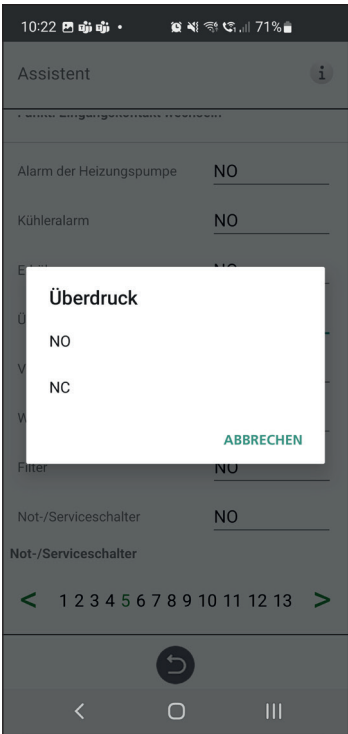 10:22 71%
Assistent i
Alarm der Heizungspumpe NO
Kühleralarm NO
Überdruck
NO
NC
ABBRECHEN
Filter NO
Not-/Serviceschalter NO
Not-/Serviceschalter
< 1 2 3 4 5 6 7 8 9 10 11 12 13 >